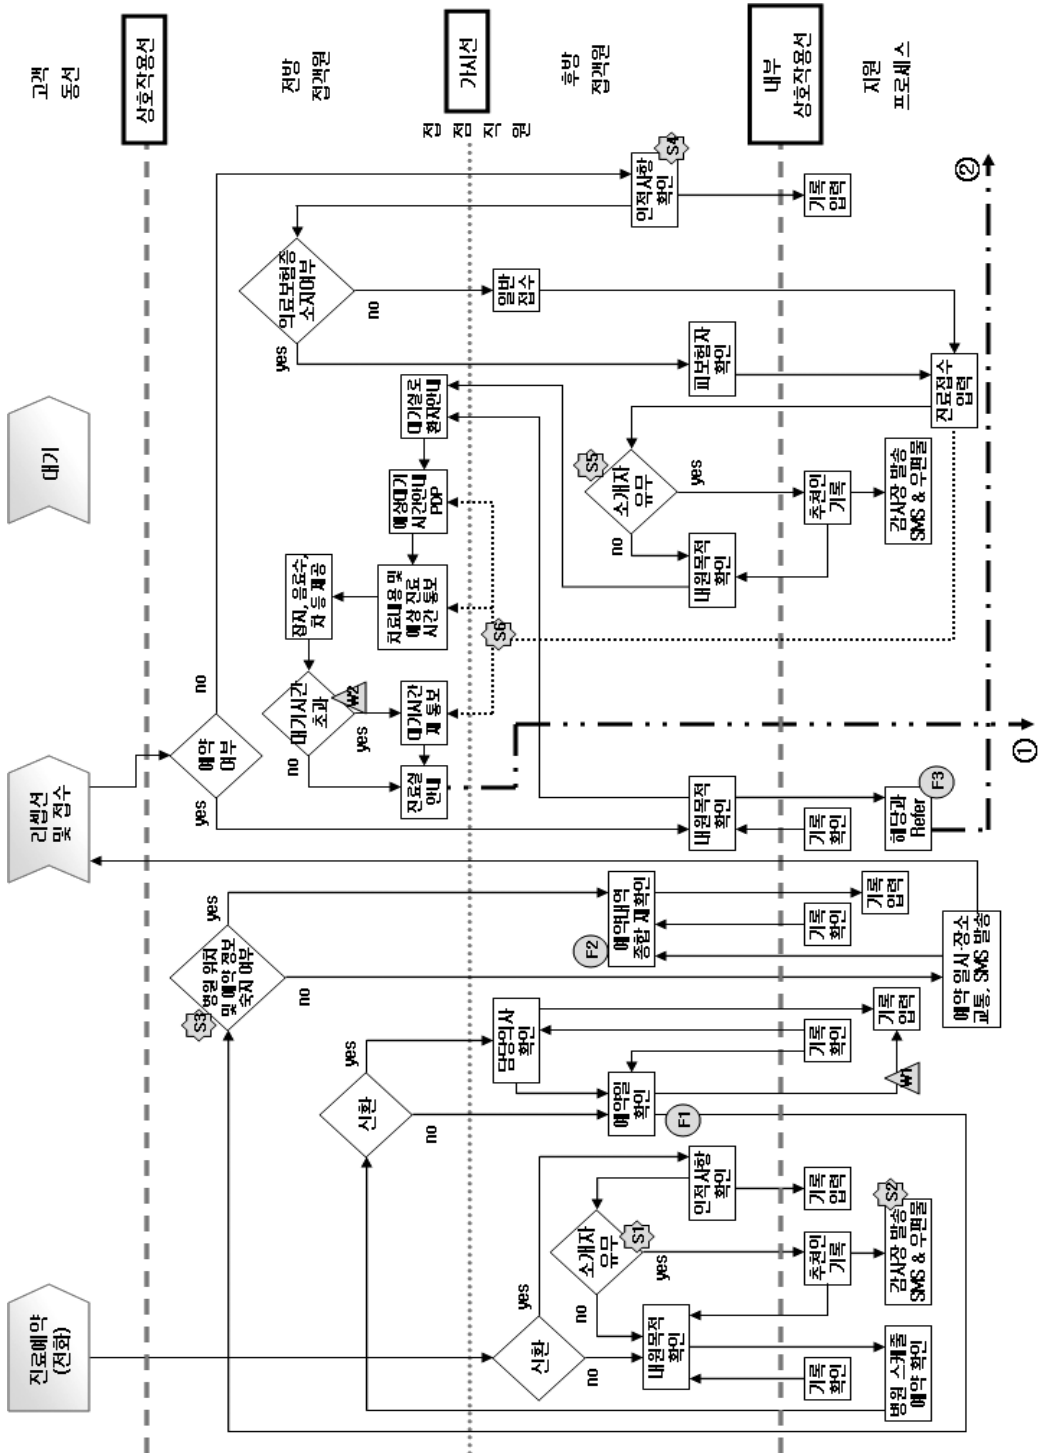 진료예약
(전화)
리셉션
및 접수
대기
고객
동선
상호작용선
병원 위치
및 예약 정보
숙지 여부
S3
yes
no
예약
여부
yes
no
신환
yes
no
대기시간
초과
W2
yes
no
잡지, 음료수,
차 등 제공
의료보험증
소지여부
yes
no
전방
접객원
진료실
안내
대기시간
재 통보
치료내용 및
예상 진료
시간 통보
예상대기
시간안내
PDP
대기실로
환자안내
접
점
직
원
가시선
신환
yes
no
담당의사
확인
S6
일반
접수
소개자
유무
S1
yes
no
예약일
확인
F1
F2
예약내역
종합 재확인
소개자
유무
S5
yes
no
후방
접객원
내원목적
확인
인적사항
확인
내원목적
확인
내원목적
확인
피보험자
확인
인적사항
확인
S4
내부
상호작용선
기록
확인
추천인
기록
기록
입력
기록
확인
기록
확인
기록
확인
추천인
기록
기록
입력
병원 스케줄
예약 확인
감사장 발송
SMS & 우편물
S2
W1
기록
입력
기록
입력
해당과
Refer
F3
감사장 발송
SMS & 우편물
지원
프로세스
예약 일시·장소
교통, SMS 발송
진료접수
입력
①
②